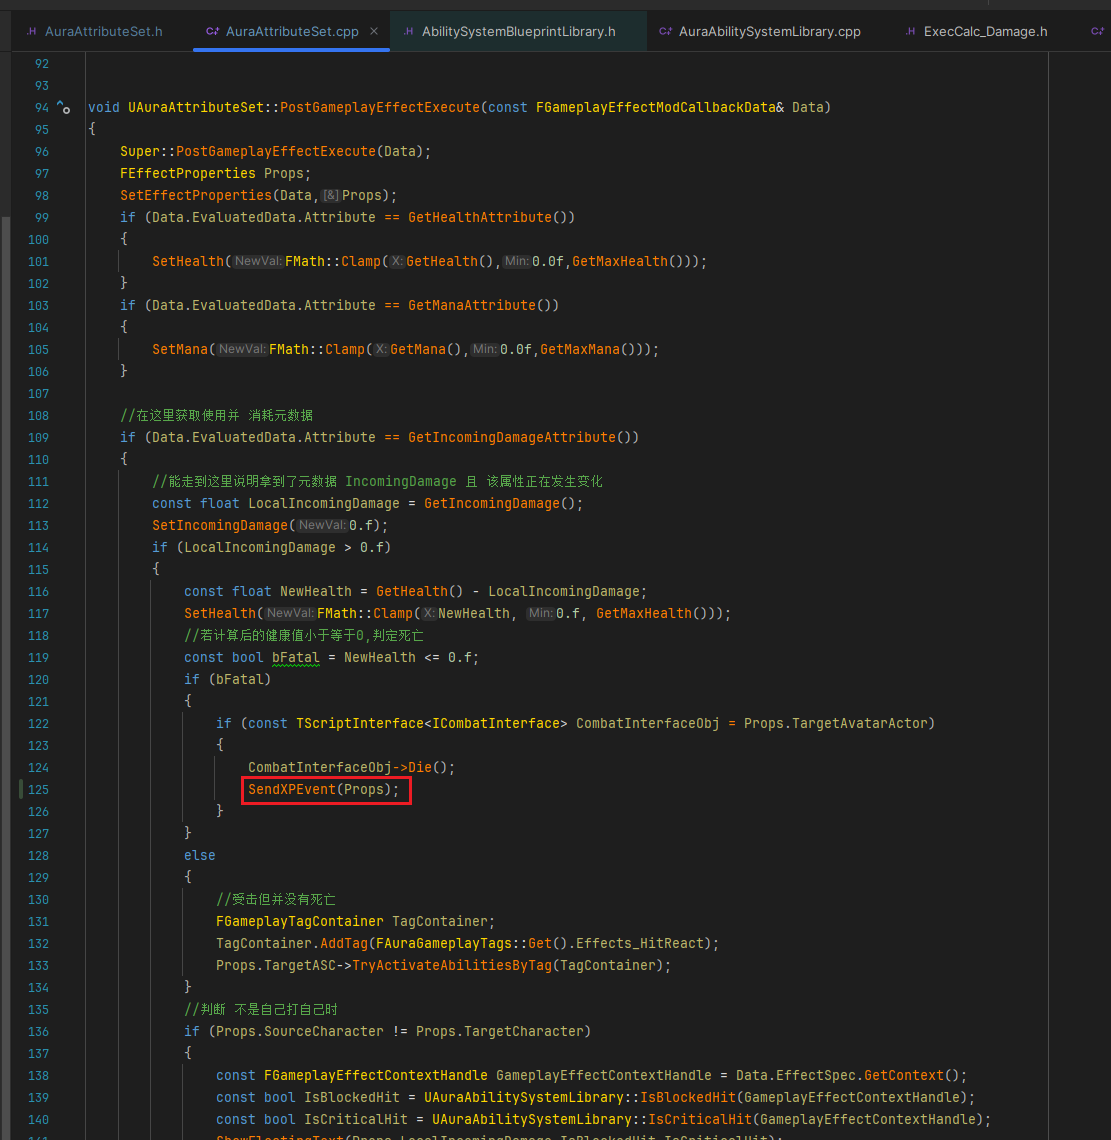 AuraAttributeSet.h AuraAttributeSet.cpp AbilitySystemBlueprintLibrary.h AuraAbilitySystemLibrary.cpp ExecCalc_Damage.h
92
93
94 void UAuraAttributeSet::PostGameplayEffectExecute(const FGameplayEffectModCallbackData& Data)
95 {
96 Super::PostGameplayEffectExecute(Data);
97 FEffectProperties Props;
98 SetEffectProperties(Data,[&]Props);
99 if (Data.EvaluatedData.Attribute == GetHealthAttribute())
100 {
101 SetHealth(NewVal:FMath::Clamp(X:GetHealth(),Min:0.0f,GetMaxHealth()));
102 }
103 if (Data.EvaluatedData.Attribute == GetManaAttribute())
104 {
105 SetMana(NewVal:FMath::Clamp(X:GetMana(),Min:0.0f,GetMaxMana()));
106 }
107
108 //在这里获取使用并 消耗元数据
109 if (Data.EvaluatedData.Attribute == GetIncomingDamageAttribute())
110 {
111 //能走到这里说明拿到了元数据 IncomingDamage 且 该属性正在发生变化
112 const float LocalIncomingDamage = GetIncomingDamage();
113 SetIncomingDamage(NewVal:0.f);
114 if (LocalIncomingDamage > 0.f)
115 {
116 const float NewHealth = GetHealth() - LocalIncomingDamage;
117 SetHealth(NewVal:FMath::Clamp(X:NewHealth, Min:0.f, GetMaxHealth()));
118 //若计算后的健康值小于等于0,判定死亡
119 const bool bFatal = NewHealth <= 0.f;
120 if (bFatal)
121 {
122 if (const TScriptInterface<ICombatInterface> CombatInterfaceObj = Props.TargetAvatarActor)
123 {
124 CombatInterfaceObj->Die();
125 SendXPEvent(Props);
126 }
127 }
128 else
129 {
130 //受击但并没有死亡
131 FGameplayTagContainer TagContainer;
132 TagContainer.AddTag(FAuraGameplayTags::Get().Effects_HitReact);
133 Props.TargetASC->TryActivateAbilitiesByTag(TagContainer);
134 }
135 //判断 不是自己打自己时
136 if (Props.SourceCharacter != Props.TargetCharacter)
137 {
138 const FGameplayEffectContextHandle GameplayEffectContextHandle = Data.EffectSpec.GetContext();
139 const bool IsBlockedHit = UAuraAbilitySystemLibrary::IsBlockedHit(GameplayEffectContextHandle);
140 const bool IsCriticalHit = UAuraAbilitySystemLibrary::IsCriticalHit(GameplayEffectContextHandle);